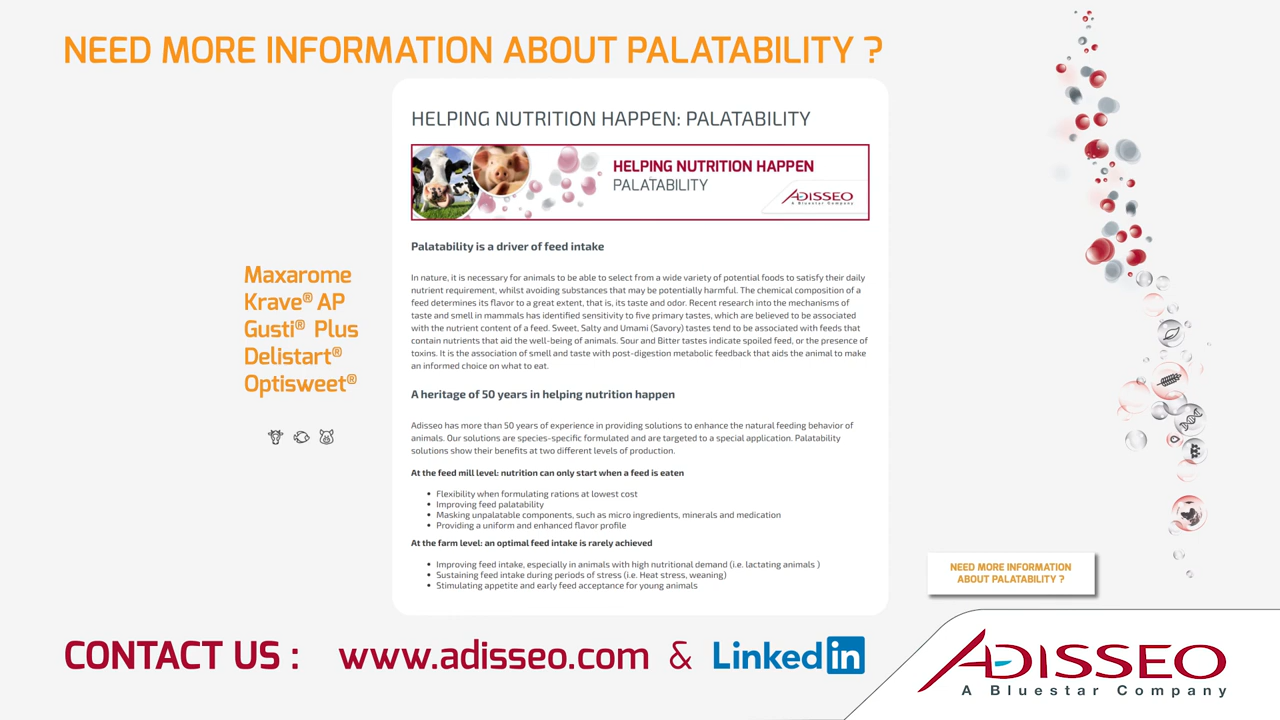 NEED MORE INFORMATION ABOUT PALATABILITY ?
HELPING NUTRITION HAPPEN: PALATABILITY
HELPING NUTRITION HAPPEN
PALATABILITY
ADISSEO
A Bluestar Company
Palatability is a driver of feed intake
In nature, it is necessary for animals to be able to select from a wide variety of potential foods to satisfy their daily
nutrient requirement, whilst avoiding substances that may be potentially harmful. The chemical composition of a
feed determines its flavor to a great extent, that is, its taste and odor. Recent research into the mechanisms of
taste and smell in mammals has identified sensitivity to five primary tastes, which are believed to be associated
with the nutrient content of a feed. Sweet, Salty and Umami (Savory) tastes tend to be associated with feeds that
contain nutrients that aid the well-being of animals. Sour and Bitter tastes indicate spoiled feed, or the presence of
toxins. It is the association of smell and taste with post-digestion metabolic feedback that aids the animal to make
an informed choice on what to eat.
A heritage of 50 years in helping nutrition happen
Adisseo has more than 50 years of experience in providing solutions to enhance the natural feeding behavior of
animals. Our solutions are species-specific formulated and are targeted to a special application. Palatability
solutions show their benefits at two different levels of production.
At the feed mill level: nutrition can only start when a feed is eaten
• Flexibility when formulating rations at lowest cost
• Improving feed palatability
• Masking unpalatable components, such as micro ingredients, minerals and medication
• Providing a uniform and enhanced flavor profile
At the farm level: an optimal feed intake is rarely achieved
• Improving feed intake, especially in animals with high nutritional demand (i.e. lactating animals )
• Sustaining feed intake during periods of stress (i.e. Heat stress, weaning)
• Stimulating appetite and early feed acceptance for young animals
Maxarome
Krave® AP
Gusti® Plus
Delistart®
Optisweet®
NEED MORE INFORMATION
ABOUT PALATABILITY ?
CONTACT US : www.adisseo.com & LinkedIn
ADISSEO
A Bluestar Company